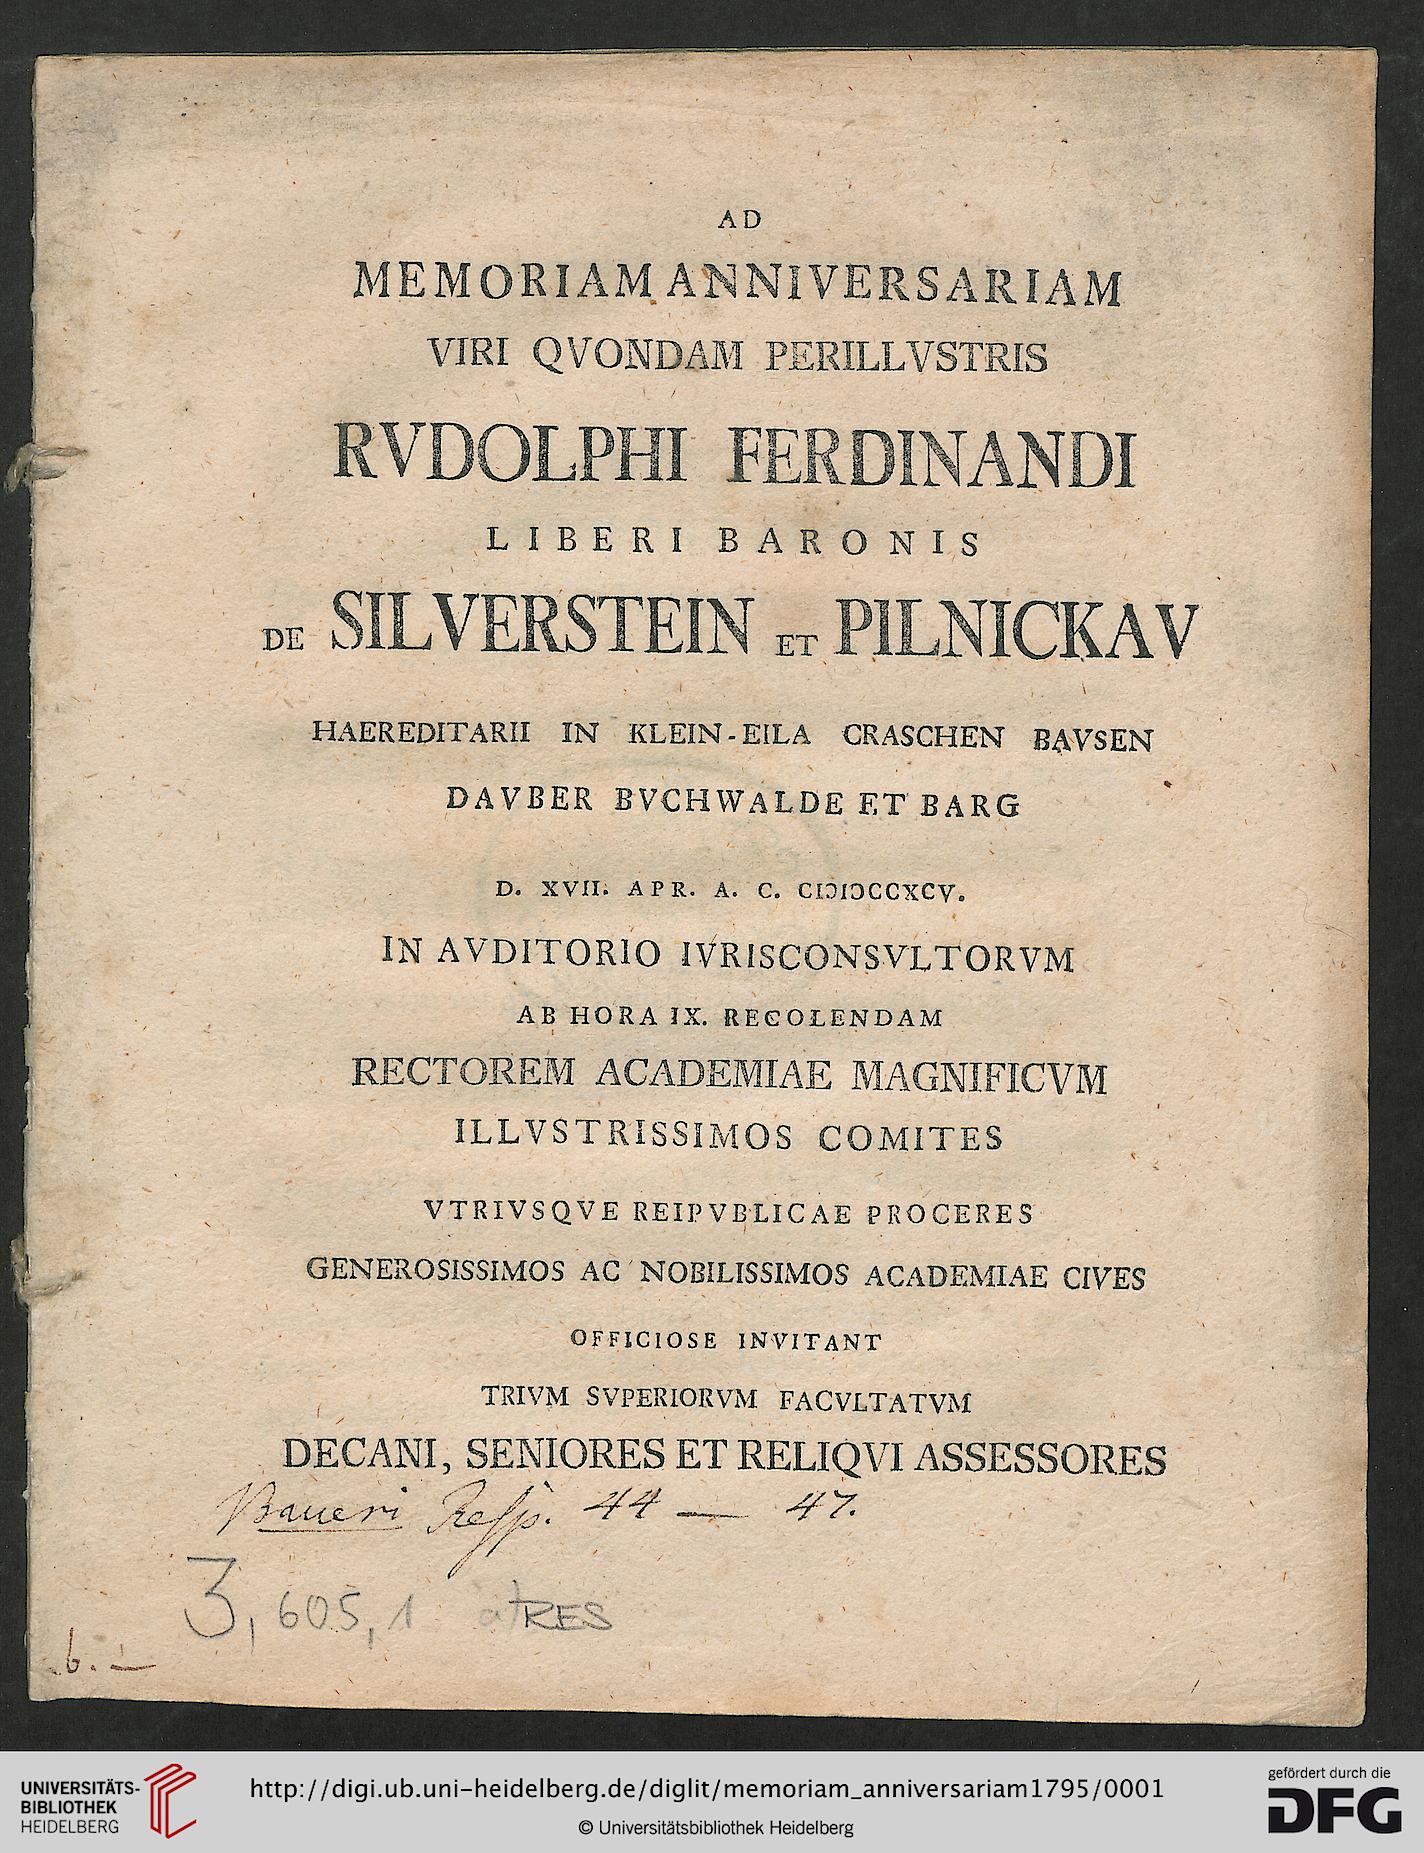 AD
MEMORIAM ANNIVERSARIAM
VIRI QVONDAM PERILLVSTRIS
RVDOLPHI FERDINANDI
LIBERI BARONIS
DE SILVERSTEIN ET PILNICKAV
HAEREDITARII IN KLEIN-EILA CRASCHEN BAVSEN
DAVBER BVCHWALDE ET BARG
D. XVII. APR. A. C. CIↃIↃCCXCV.
IN AVDITORIO IVRISCONSVLTORVM
AB HORA IX. RECOLENDAM
RECTOREM ACADEMIAE MAGNIFICVM
ILLVSTRISSIMOS COMITES
VTRIVSQVE REIPVBLICAE PROCERES
GENEROSISSIMOS AC NOBILISSIMOS ACADEMIAE CIVES
OFFICIOSE INVITANT
TRIVM SVPERIORVM FACVLTATVM
DECANI, SENIORES ET RELIQVI ASSESSORES
Baueri Resp. 44 — 47.
3, 605, 1 RES
6. —
UNIVERSITÄTS-
BIBLIOTHEK
HEIDELBERG
http://digi.ub.uni-heidelberg.de/diglit/memoriam_anniversariam1795/0001
© Universitätsbibliothek Heidelberg
gefördert durch die
DFG